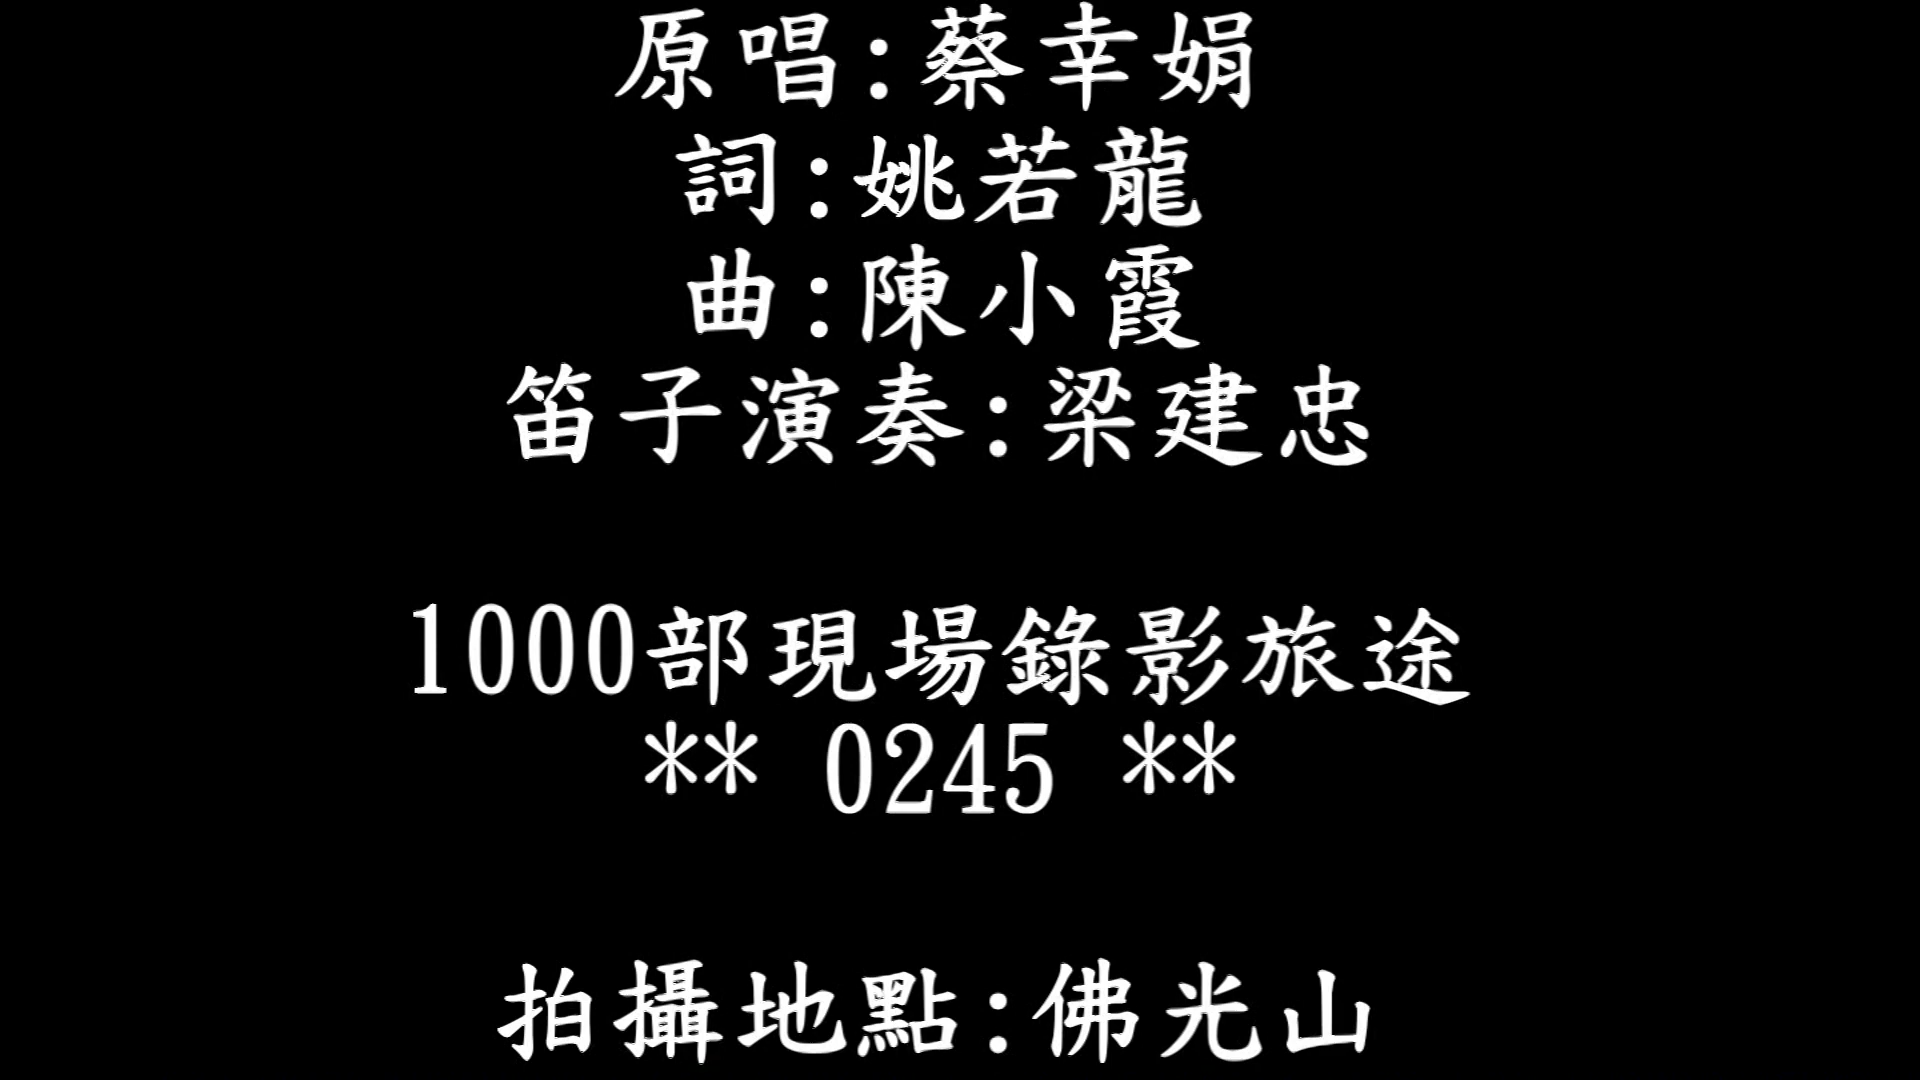 原唱:蔡幸娟
詞:姚若龍
曲:陳小霞
笛子演奏:梁建忠
1000部現場錄影旅途
** 0245 **
拍攝地點:佛光山